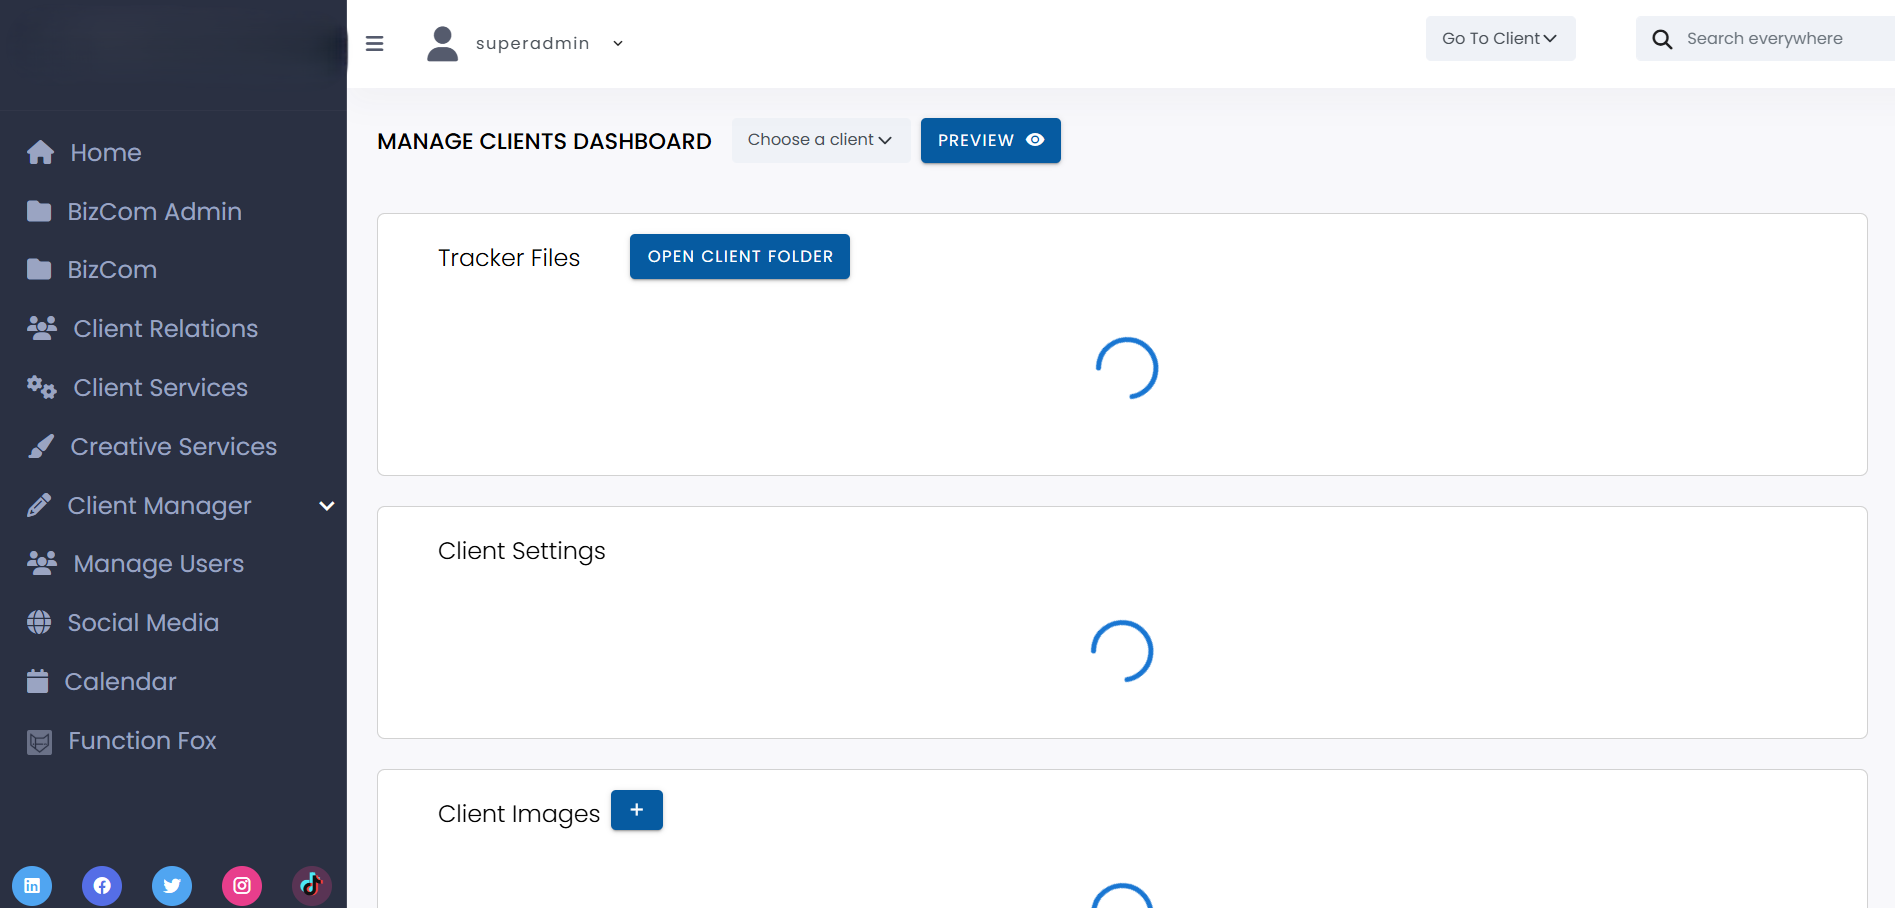 superadmin
Go To Client
Search everywhere
Home
BizCom Admin
BizCom
Client Relations
Client Services
Creative Services
Client Manager
Manage Users
Social Media
Calendar
Function Fox
MANAGE CLIENTS DASHBOARD
Choose a client
PREVIEW
Tracker Files
OPEN CLIENT FOLDER
Client Settings
Client Images
+